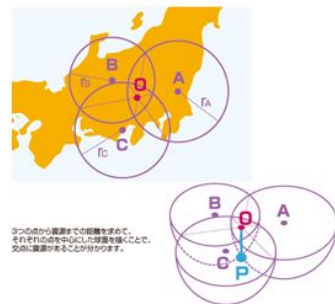 B
rB
O
A
rA
C
rC
B
O
A
C
P
3つの点から震源までの距離を求めて、
それぞれの点を中心にした球面を描くことで、
交点に震源があることが分かります。